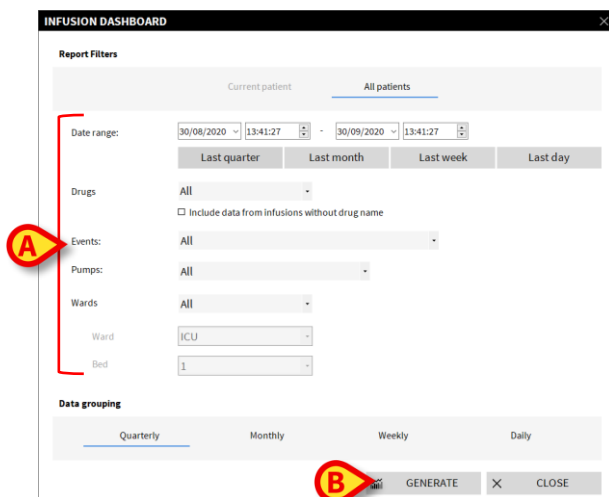 INFUSION DASHBOARD
Report Filters
Current patient All patients
Date range: 30/08/2020 13:41:27 - 30/09/2020 13:41:27
Last quarter Last month Last week Last day
Drugs All
Include data from infusions without drug name
A
Events: All
Pumps: All
Wards All
Ward ICU
Bed 1
Data grouping
Quarterly Monthly Weekly Daily
B GENERATE CLOSE